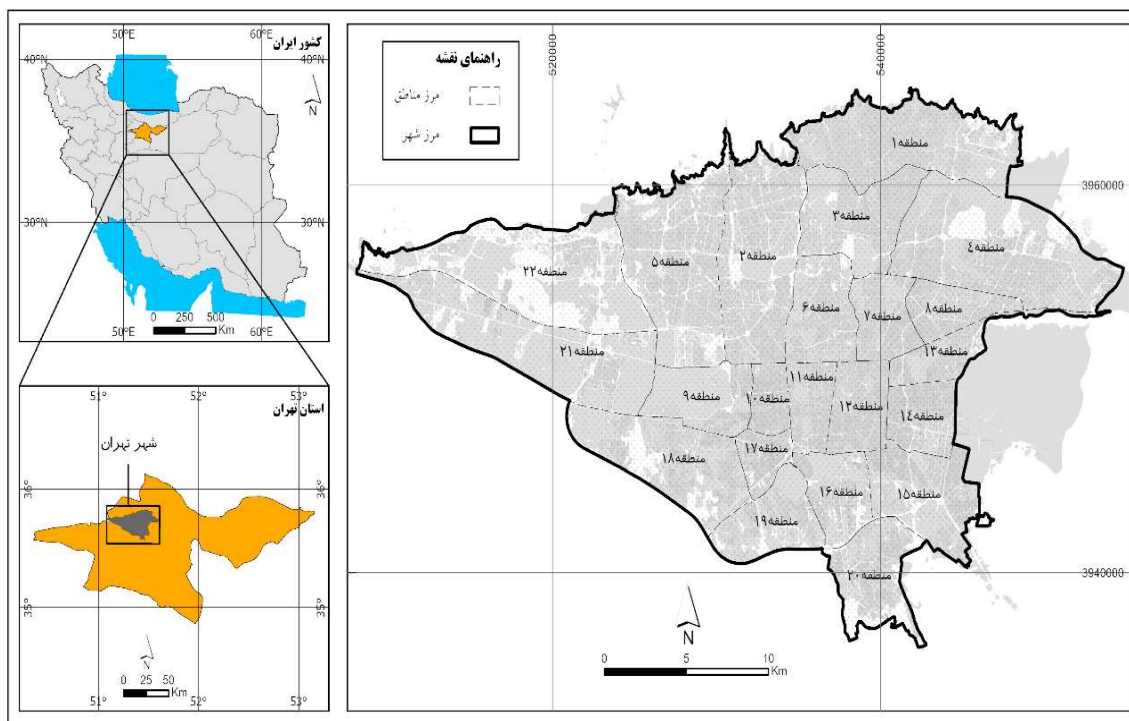 50°E
60°E
کشور ایران
40°N
40°N
N
30°N
30°N
0 250 500
Km
50°E
60°E
51°
52°
53°
استان تهران
شهر تهران
36°
36°
35°
35°
N
0 25 50
Km
51°
52°
53°
راهنمای نقشه
مرز مناطق
مرز شهر
520000
540000
3960000
3940000
منطقه۱
منطقه۳
منطقه۴
منطقه۲
منطقه۵
منطقه۲۲
منطقه۶
منطقه۷
منطقه۸
منطقه۲۱
منطقه۱۳
منطقه۱۱
منطقه۹
منطقه۱۰
منطقه۱۲
منطقه۱۴
منطقه۱۷
منطقه۱۸
منطقه۱۶
منطقه۱۵
منطقه۱۹
منطقه۲۰
N
0 5 10
Km